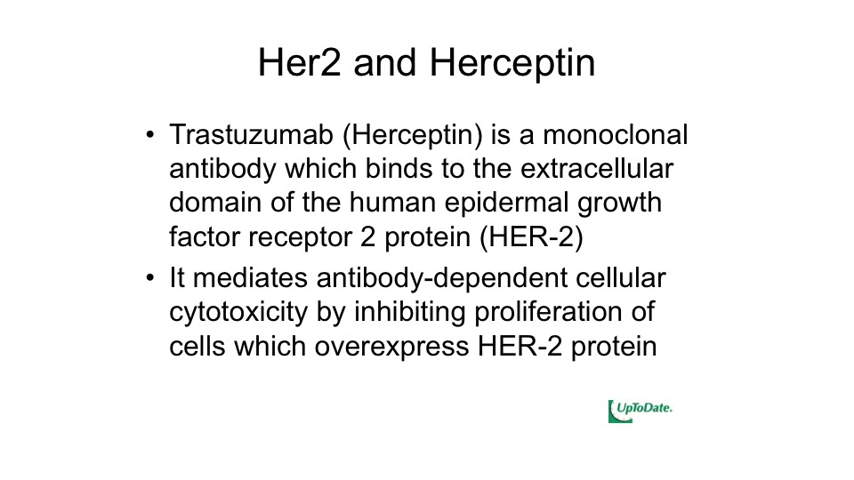 Her2 and Herceptin
• Trastuzumab (Herceptin) is a monoclonal
antibody which binds to the extracellular
domain of the human epidermal growth
factor receptor 2 protein (HER-2)
• It mediates antibody-dependent cellular
cytotoxicity by inhibiting proliferation of
cells which overexpress HER-2 protein
UpToDate.